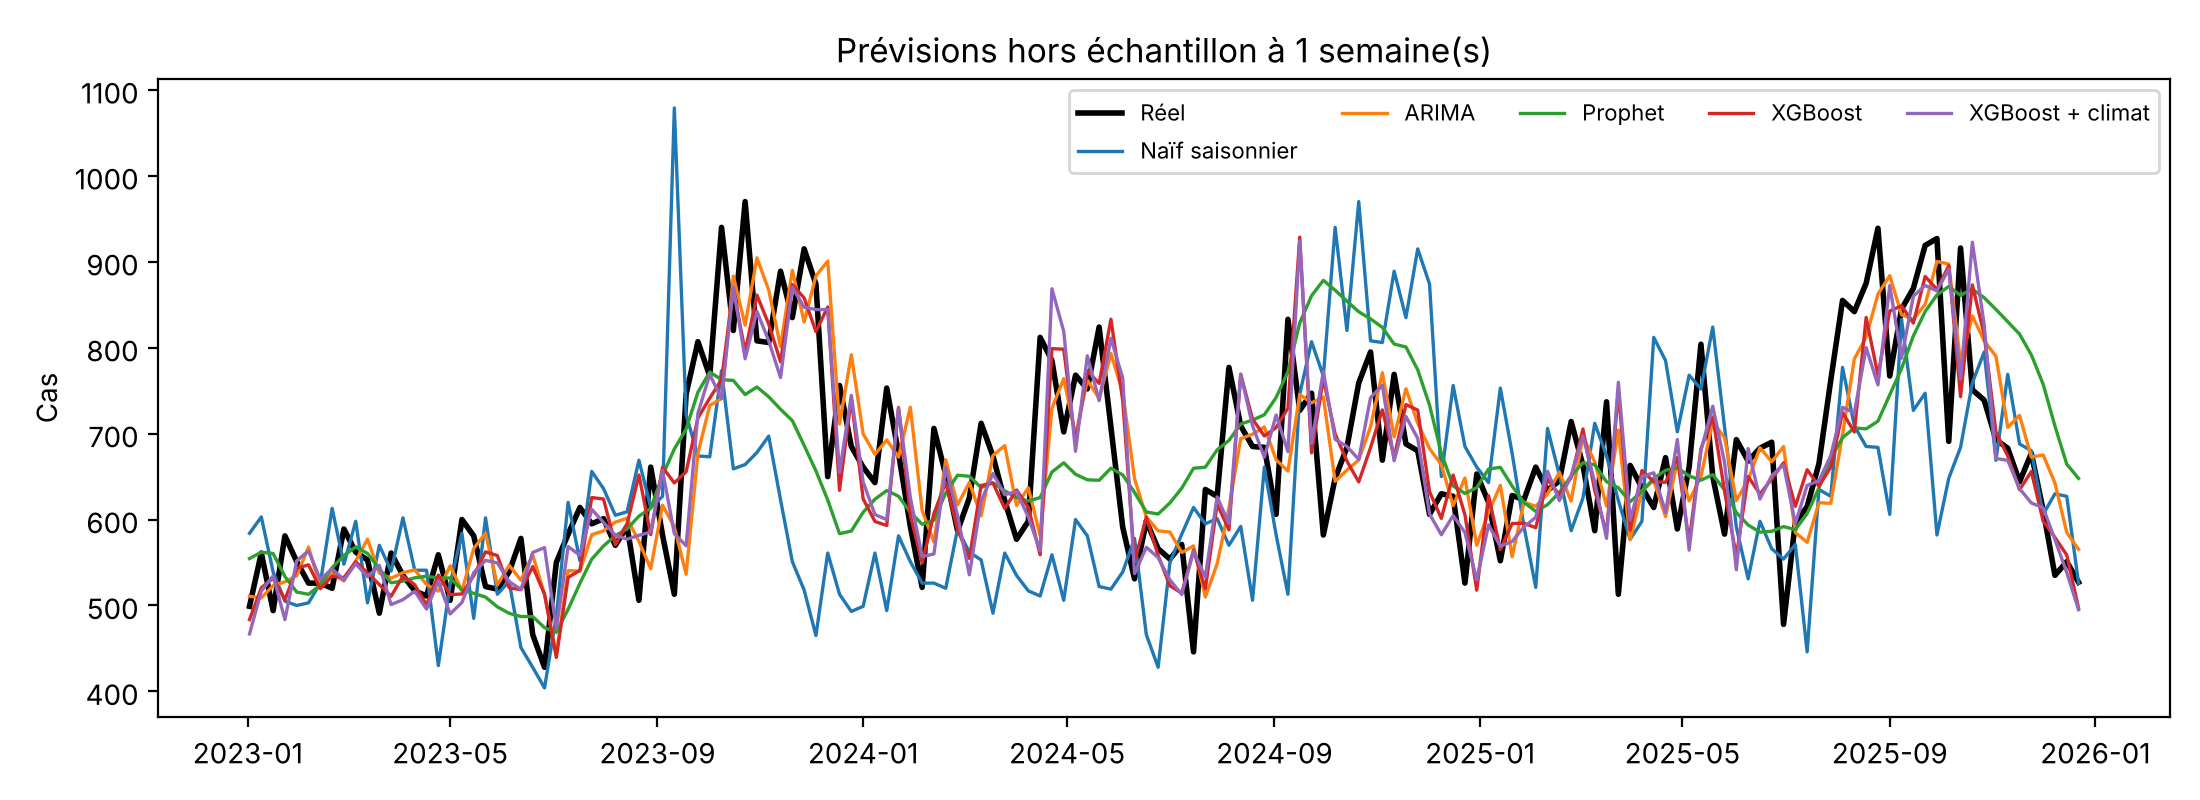 Prévisions hors échantillon à 1 semaine(s)
Réel
Naïf saisonnier
ARIMA
Prophet
XGBoost
XGBoost + climat
Cas
1100
1000
900
800
700
600
500
400
2023-01
2023-05
2023-09
2024-01
2024-05
2024-09
2025-01
2025-05
2025-09
2026-01